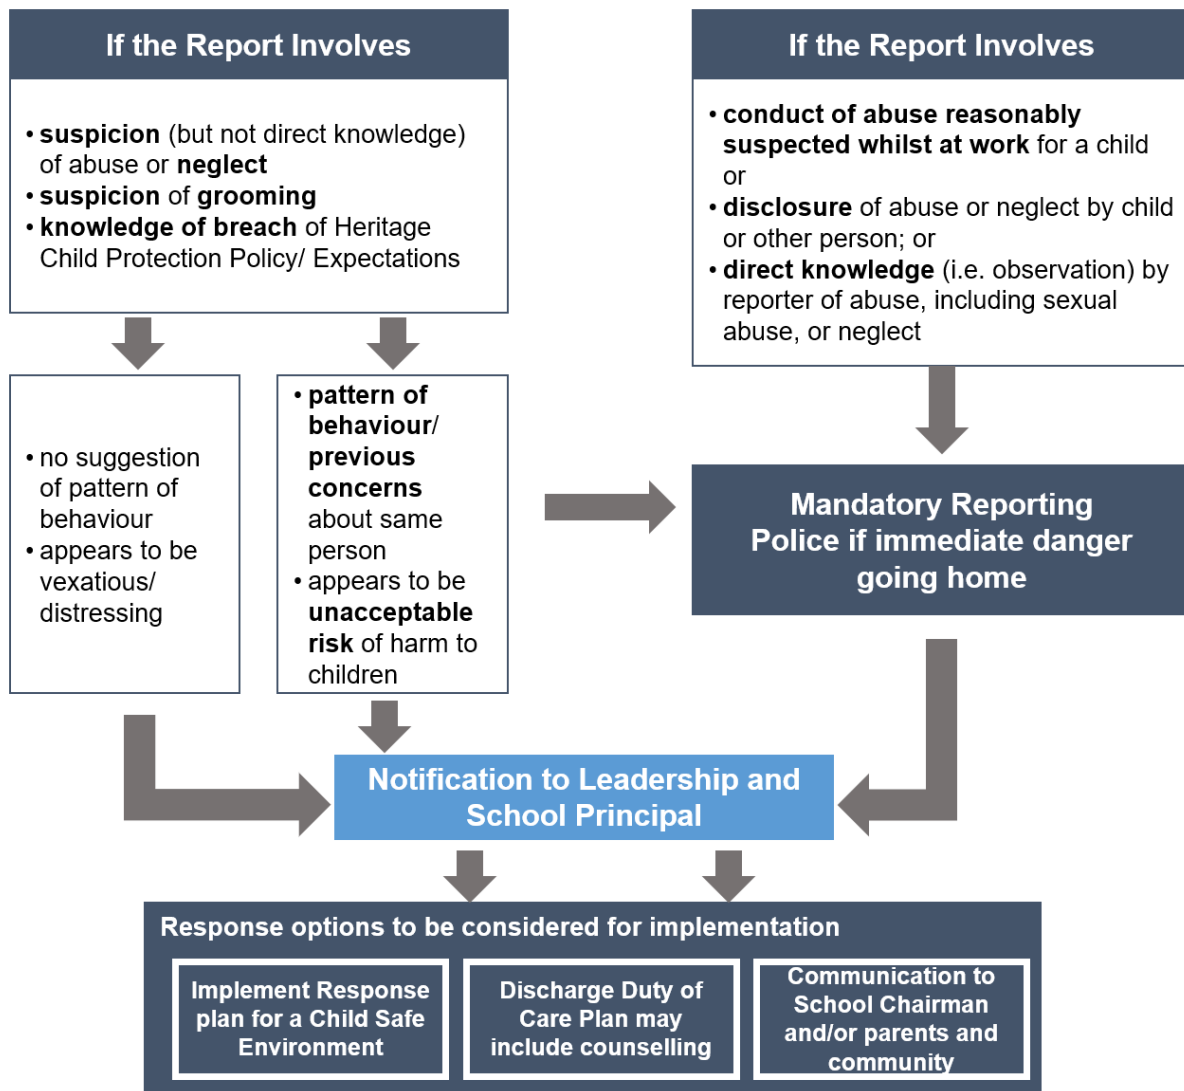 If the Report Involves
• suspicion (but not direct knowledge)
of abuse or neglect
• suspicion of grooming
• knowledge of breach of Heritage
Child Protection Policy/ Expectations
If the Report Involves
• conduct of abuse reasonably
suspected whilst at work for a child
or
• disclosure of abuse or neglect by child
or other person; or
• direct knowledge (i.e. observation) by
reporter of abuse, including sexual
abuse, or neglect
• no suggestion
of pattern of
behaviour
• appears to be
vexatious/
distressing
• pattern of
behaviour/
previous
concerns
about same
person
• appears to be
unacceptable
risk of harm to
children
Mandatory Reporting
Police if immediate danger
going home
Notification to Leadership and
School Principal
Response options to be considered for implementation
Implement Response
plan for a Child Safe
Environment
Discharge Duty of
Care Plan may
include counselling
Communication to
School Chairman
and/or parents and
community